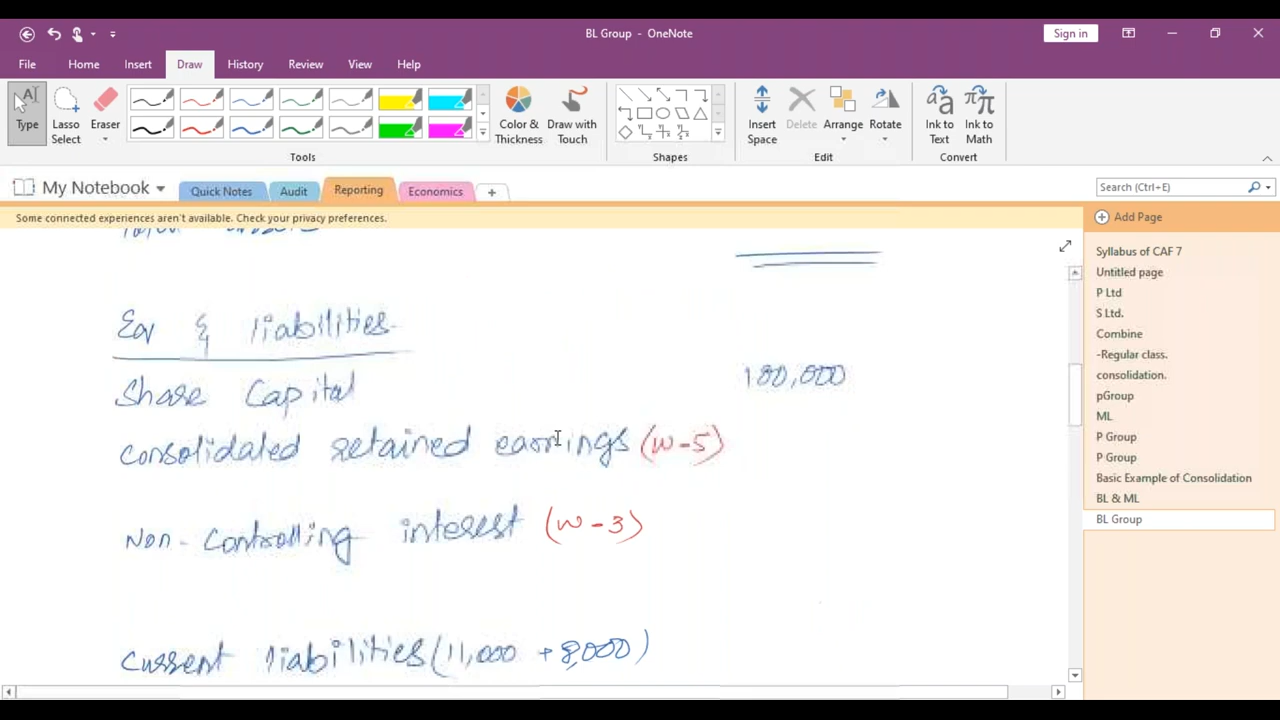 BL Group - OneNote
Sign in
File Home Insert Draw History Review View Help
Type
Lasso Select
Eraser
Color & Thickness
Draw with Touch
Insert Space
Delete
Arrange
Rotate
Ink to Text
Ink to Math
Tools
Shapes
Edit
Convert
My Notebook
Quick Notes
Audit
Reporting
Economics
Search (Ctrl+E)
Some connected experiences aren't available. Check your privacy preferences.
Eq & liabilities
Share Capital 100,000
Consolidated retained earnings (W-5)
Non-Controlling interest (W-3)
Current liabilities (11,000 + 8,000)
Add Page
Syllabus of CAF 7
Untitled page
P Ltd
S Ltd.
Combine
-Regular class.
consolidation.
pGroup
ML
P Group
P Group
Basic Example of Consolidation
BL & ML
BL Group